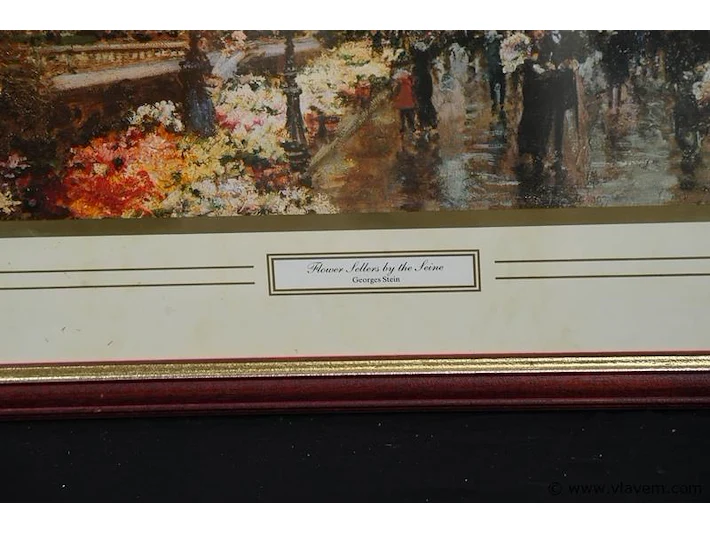 Flower Sellers by the Seine
Georges Stein
© www.vlavem.com